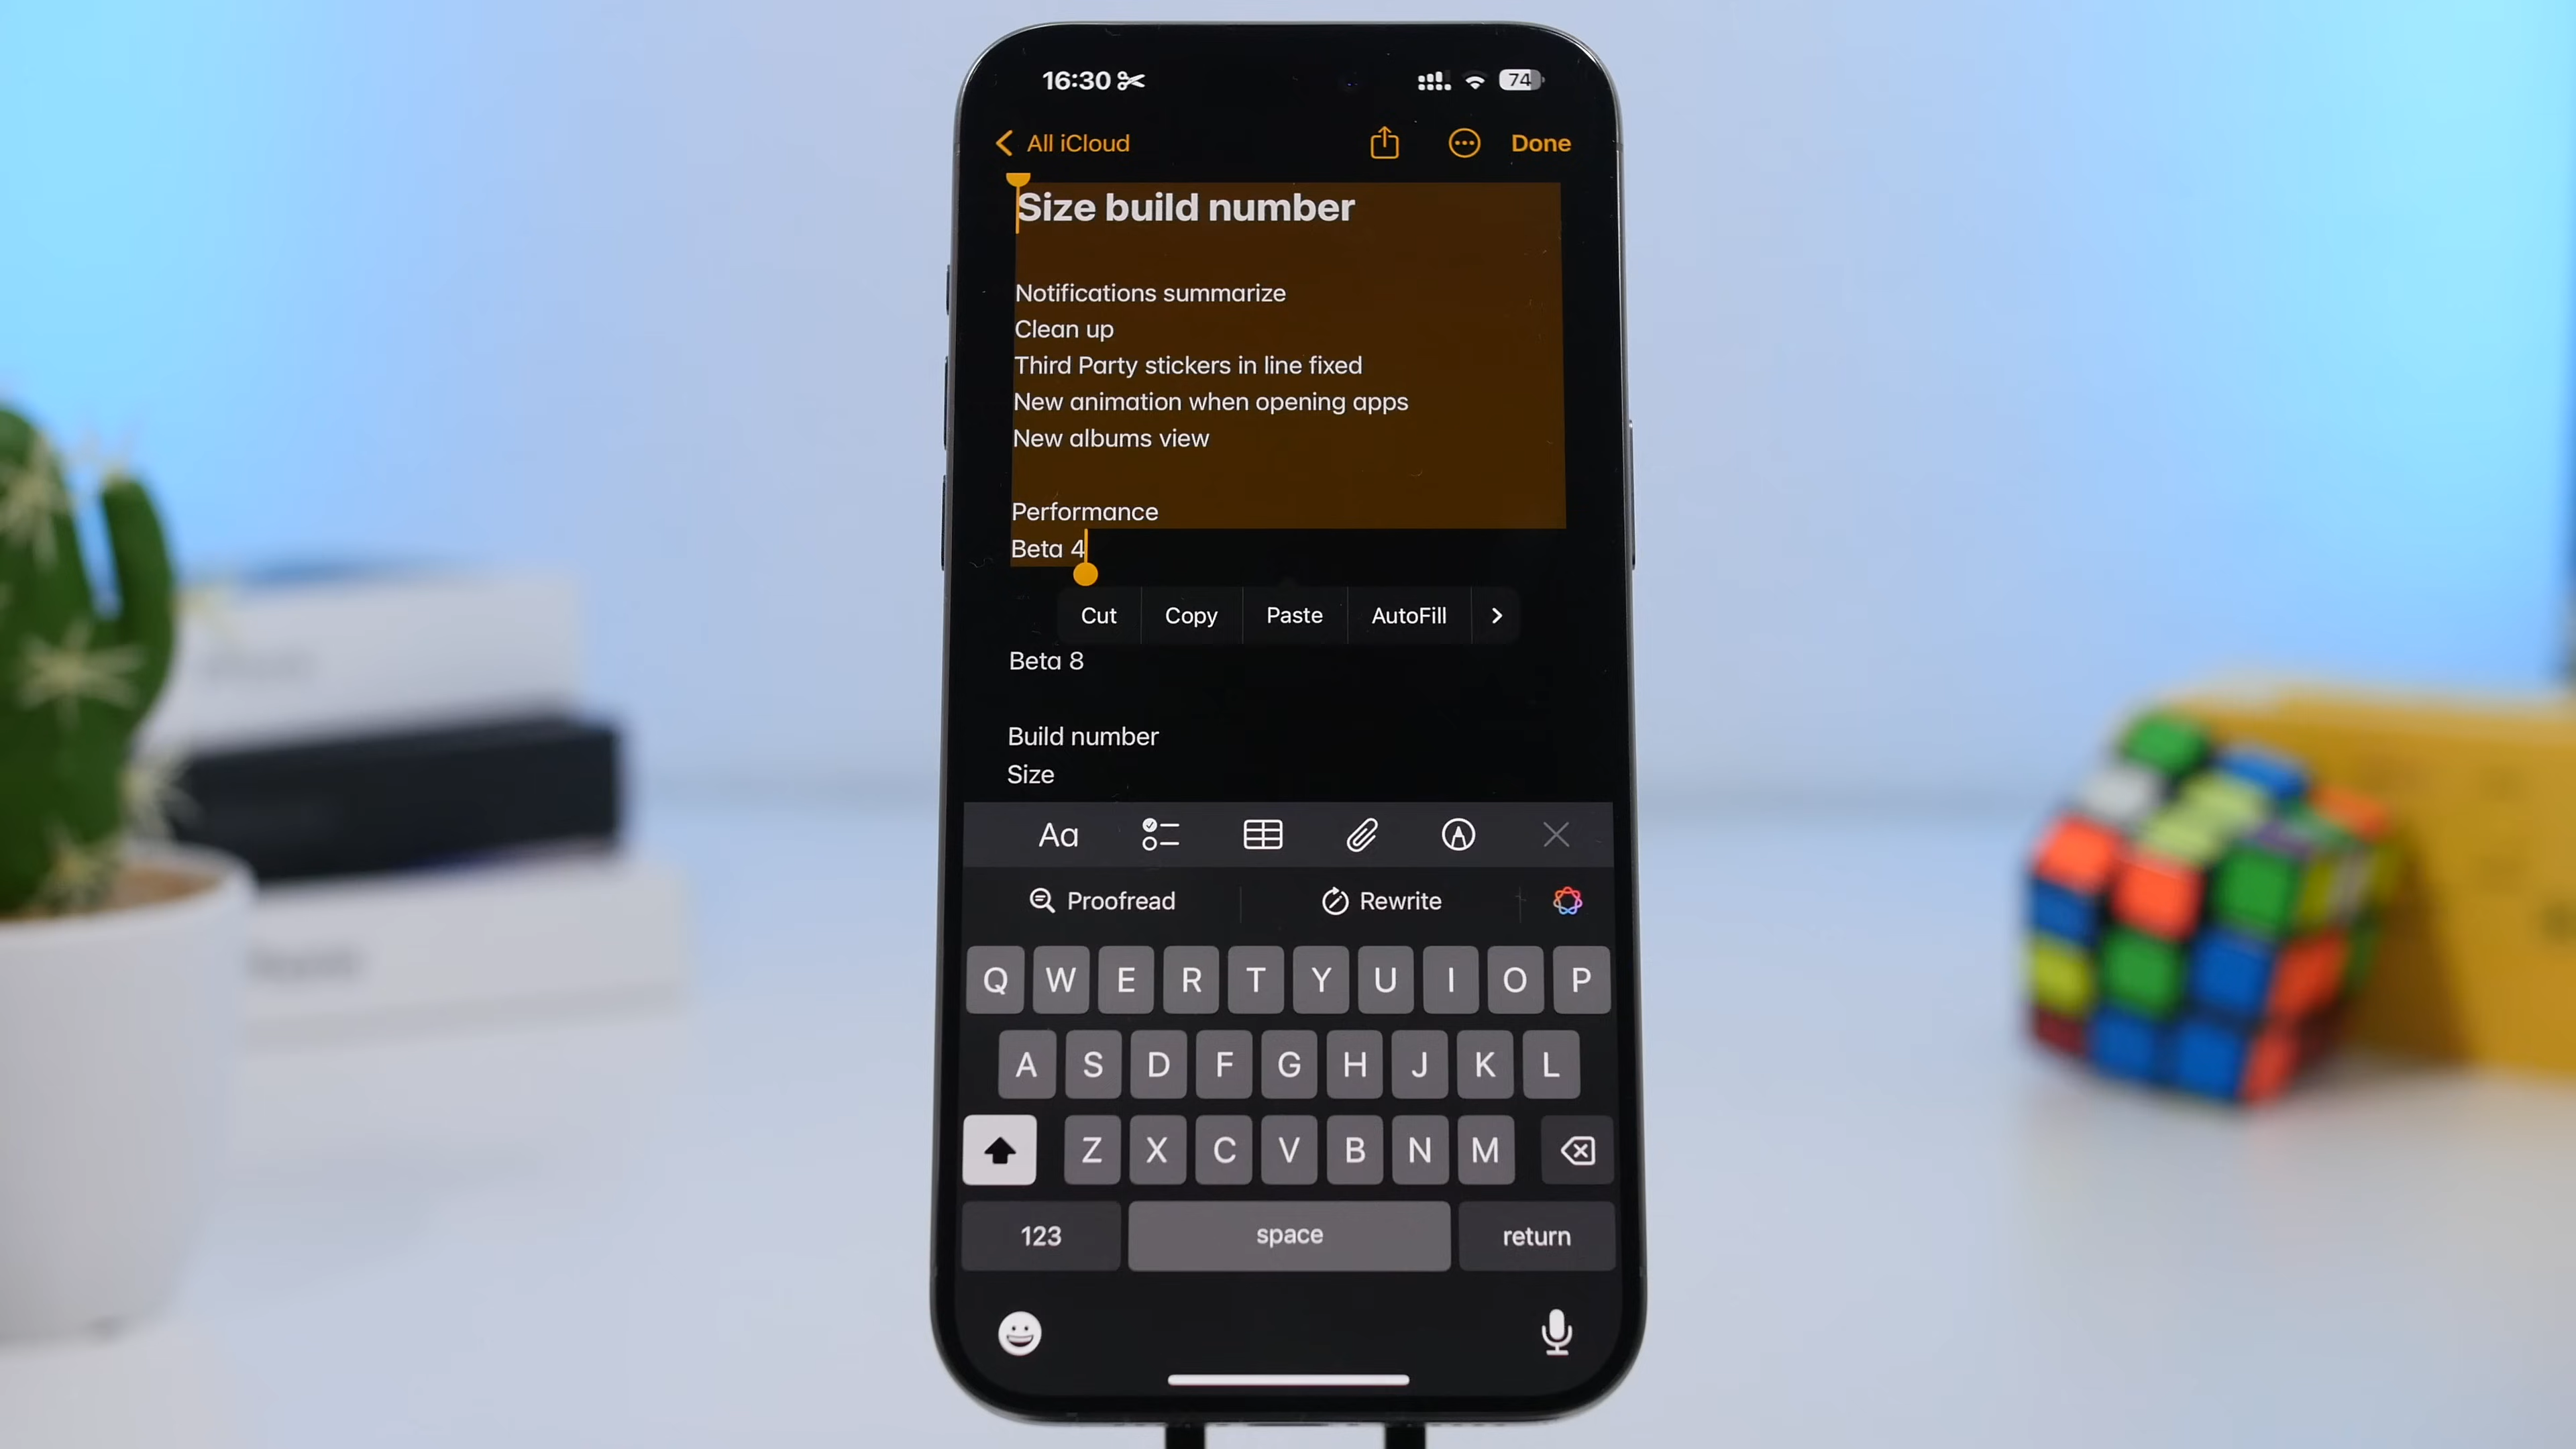 16:30
74
All iCloud
Done
Size build number
Notifications summarize
Clean up
Third Party stickers in line fixed
New animation when opening apps
New albums view
Performance
Beta 4
Cut Copy Paste AutoFill
Beta 8
Build number
Size
Aa
Proofread Rewrite
Q W E R T Y U I O P
A S D F G H J K L
Z X C V B N M
123 space return